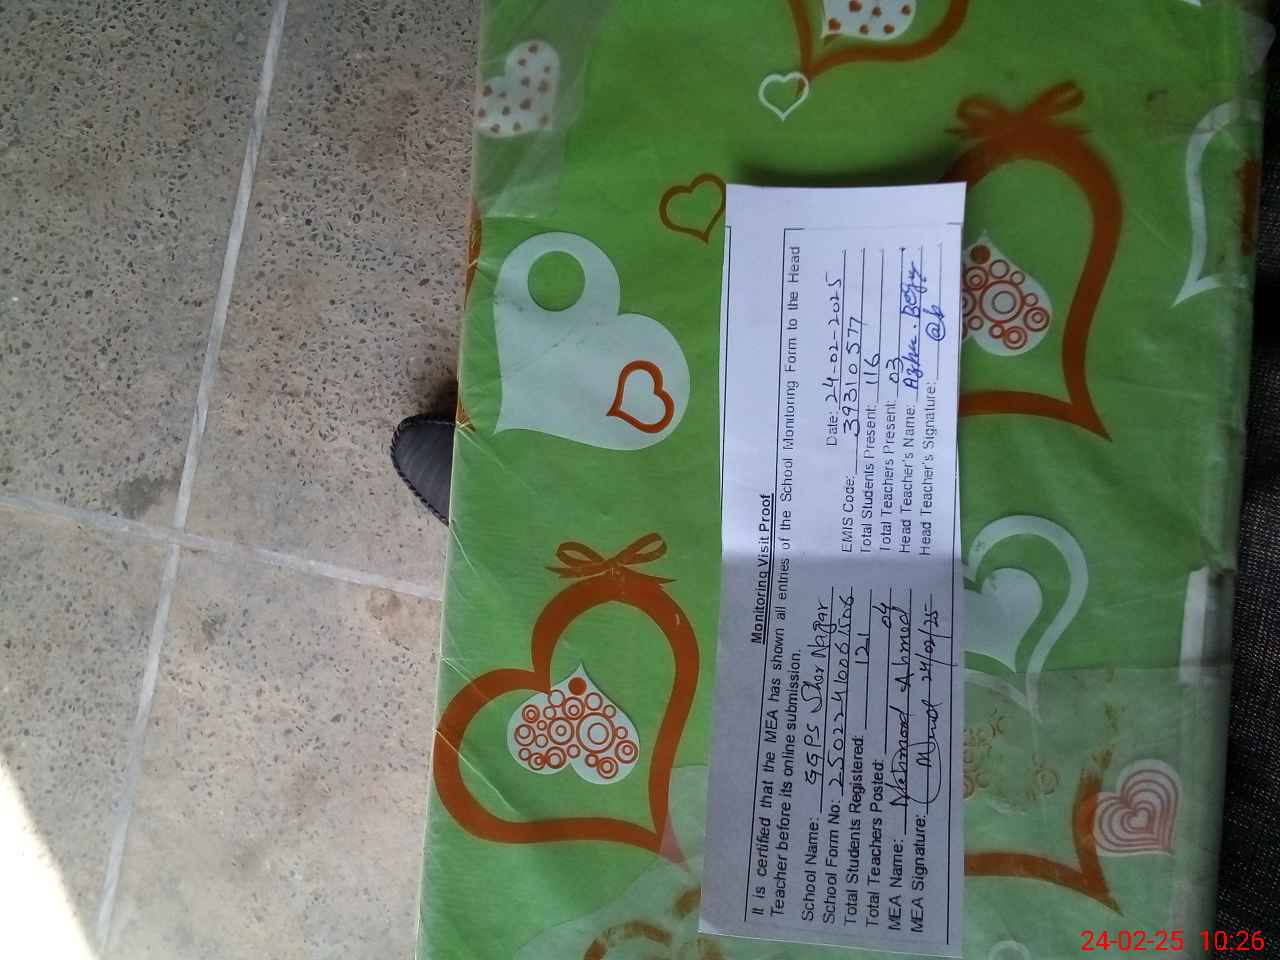 Monitoring Visit Proof
It is certified that the MEA has shown all entries of the School Monitoring Form to the Head
Teacher before its online submission.
Date: 24-02-2025
School Name: GGPS Sher Nagar EMIS Code: 39310577
School Form No: 25022410061506 Total Students Present: 116
Total Students Registered: 121 Total Teachers Present: 03
Total Teachers Posted: 04 Head Teacher's Name:
MEA Name: Mehmood Ahmed Head Teacher's Signature:
MEA Signature: 24/02/25
24-02-25 10:26